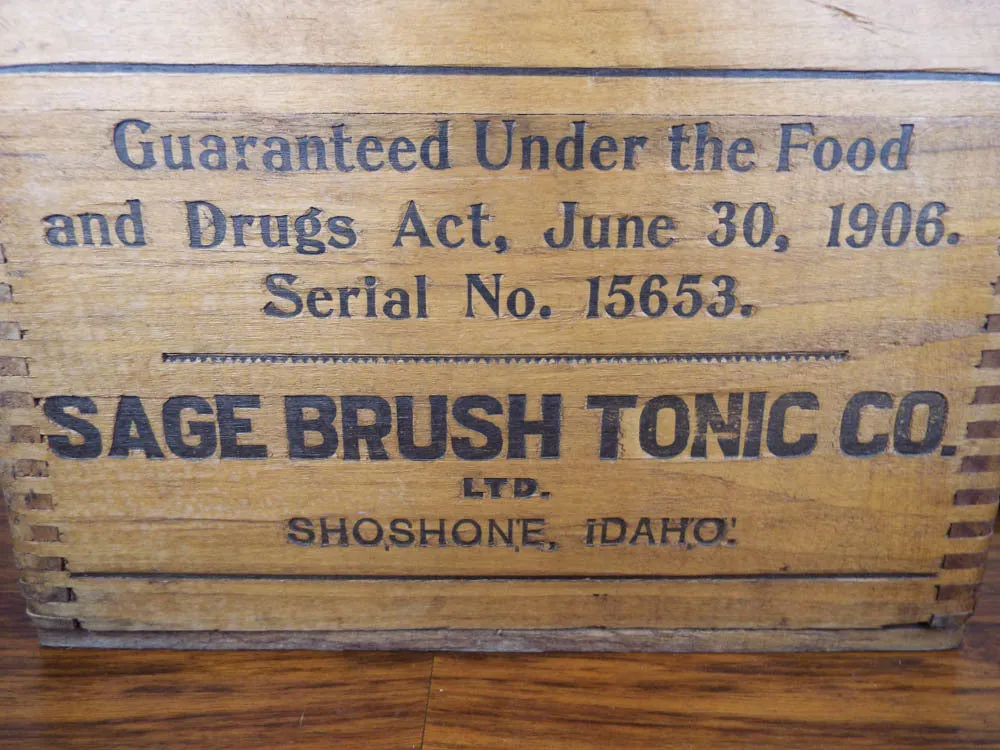 Guaranteed Under the Food
and Drugs Act, June 30, 1906.
Serial No. 15653.
SAGE BRUSH TONIC CO.
LTD.
SHOSHONE, IDAHO.